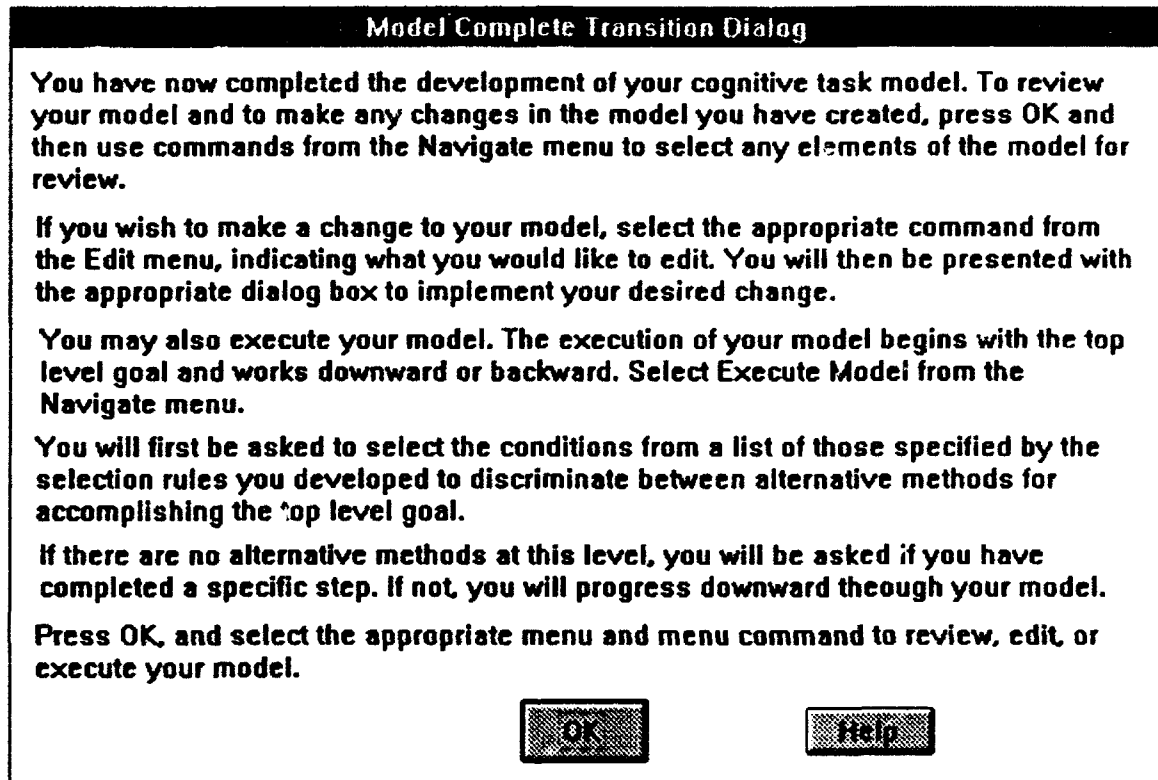 Model Complete Transition Dialog
You have now completed the development of your cognitive task model. To review
your model and to make any changes in the model you have created, press OK and
then use commands from the Navigate menu to select any elements of the model for
review.
If you wish to make a change to your model, select the appropriate command from
the Edit menu, indicating what you would like to edit. You will then be presented with
the appropriate dialog box to implement your desired change.
You may also execute your model. The execution of your model begins with the top
level goal and works downward or backward. Select Execute Model from the
Navigate menu.
You will first be asked to select the conditions from a list of those specified by the
selection rules you developed to discriminate between alternative methods for
accomplishing the top level goal.
If there are no alternative methods at this level, you will be asked if you have
completed a specific step. If not, you will progress downward theough your model.
Press OK, and select the appropriate menu and menu command to review, edit, or
execute your model.
OK Help